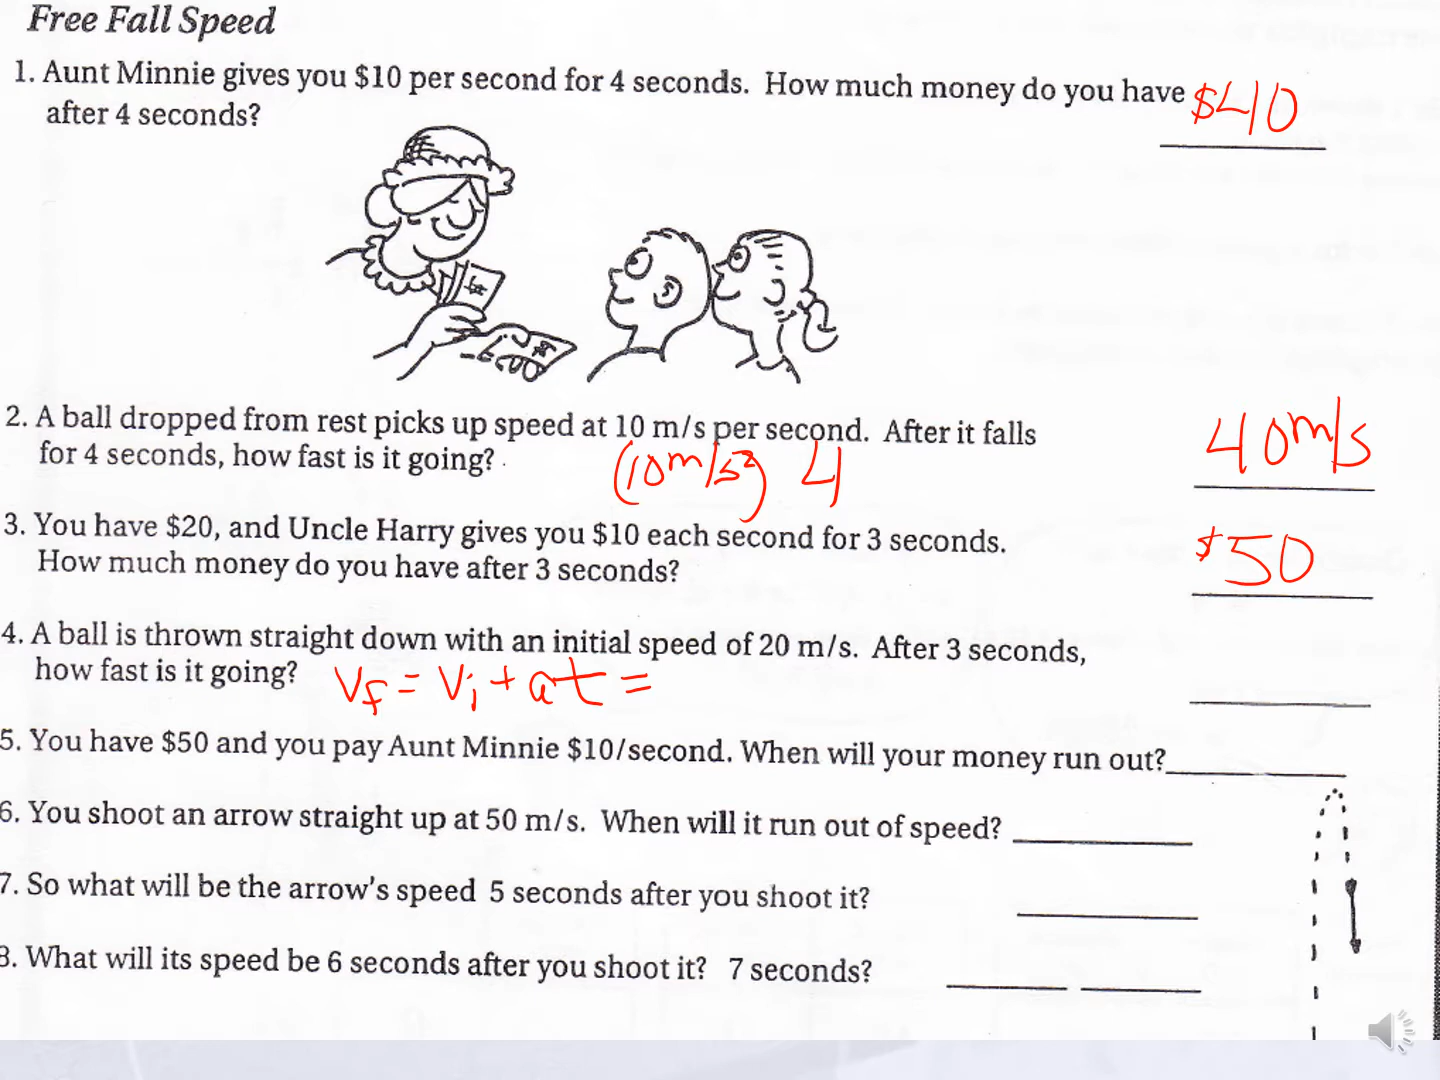 Free Fall Speed
1. Aunt Minnie gives you $10 per second for 4 seconds. How much money do you have
after 4 seconds?
$40
2. A ball dropped from rest picks up speed at 10 m/s per second. After it falls
for 4 seconds, how fast is it going?
(10m/s²) 4
40m/s
3. You have $20, and Uncle Harry gives you $10 each second for 3 seconds.
How much money do you have after 3 seconds?
$50
4. A ball is thrown straight down with an initial speed of 20 m/s. After 3 seconds,
how fast is it going?
Vf = Vi + at =
5. You have $50 and you pay Aunt Minnie $10/second. When will your money run out?
6. You shoot an arrow straight up at 50 m/s. When will it run out of speed?
7. So what will be the arrow's speed 5 seconds after you shoot it?
8. What will its speed be 6 seconds after you shoot it? 7 seconds?